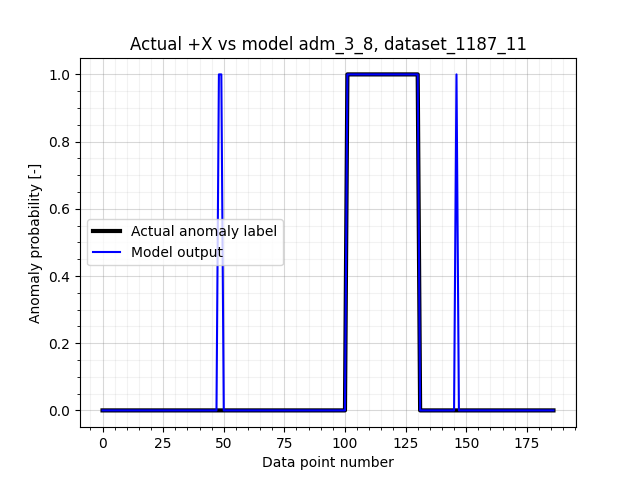 Actual +X vs model adm_3_8, dataset_1187_11
1.0
0.8
0.6
0.4
0.2
0.0
Anomaly probability [-]
Actual anomaly label
Model output
0 25 50 75 100 125 150 175
Data point number